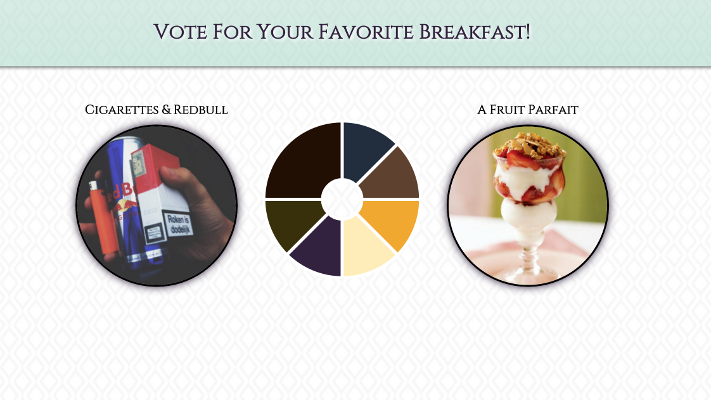 Vote For Your Favorite Breakfast!
Cigarettes & Redbull
A Fruit Parfait
Roken is
dodelijk